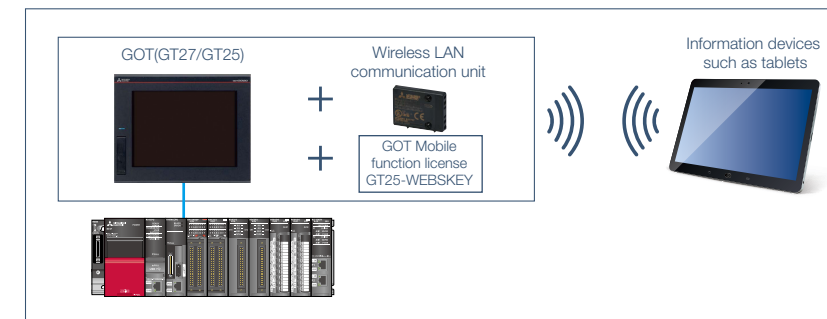 GOT(GT27/GT25)
Wireless LAN
communication unit
GOT Mobile
function license
GT25-WEBSKEY
Information devices
such as tablets